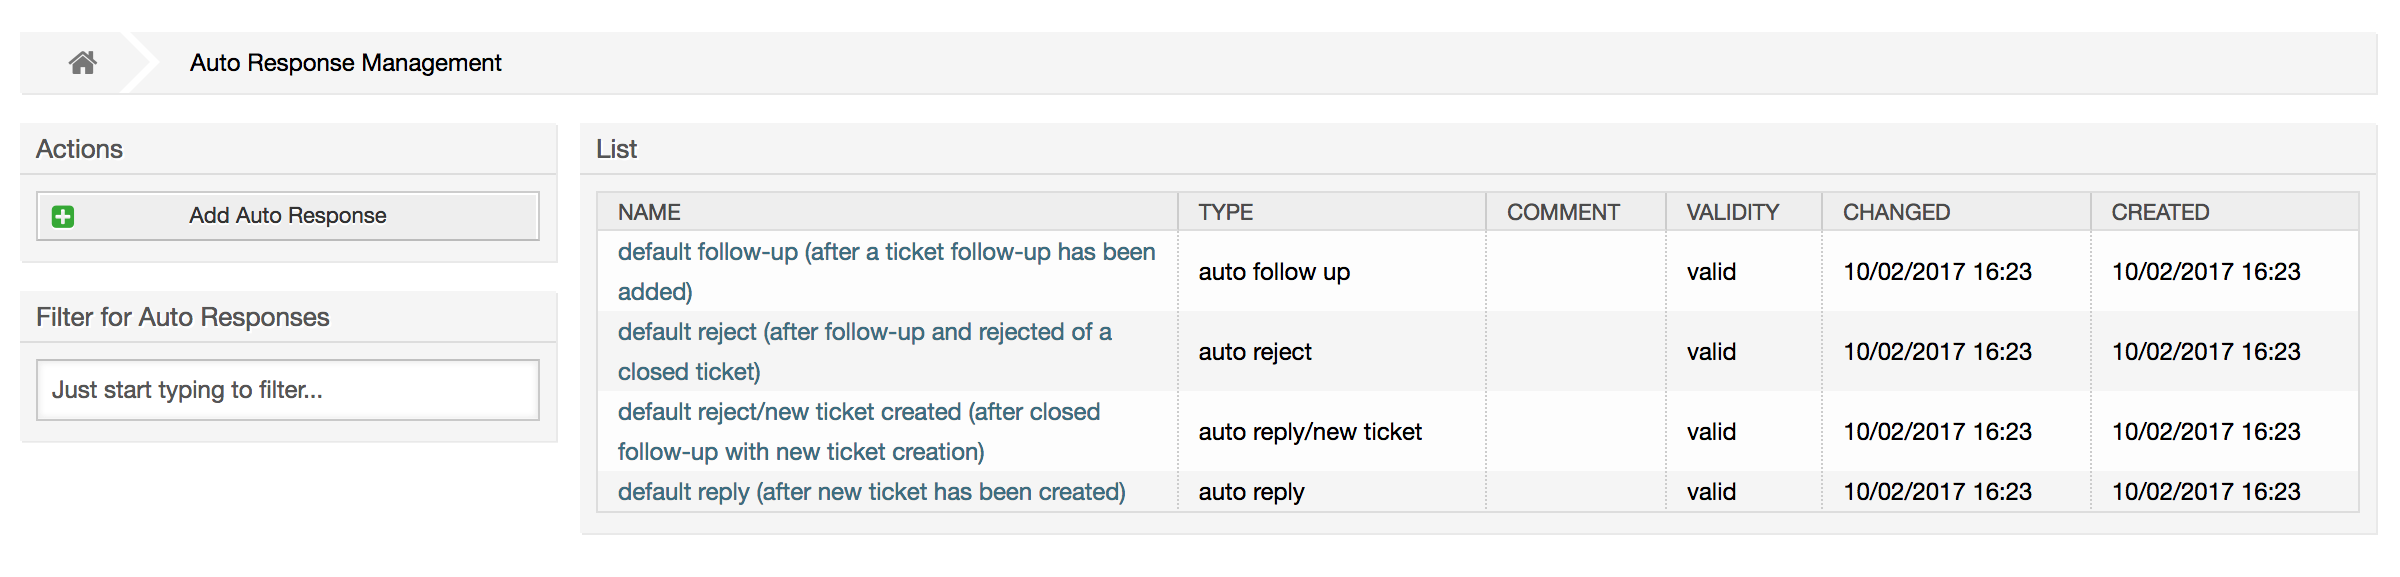 Auto Response Management
Actions
Add Auto Response
Filter for Auto Responses
Just start typing to filter...
List
NAME TYPE COMMENT VALIDITY CHANGED CREATED
default follow-up (after a ticket follow-up has been
added) auto follow up valid 10/02/2017 16:23 10/02/2017 16:23
default reject (after follow-up and rejected of a
closed ticket) auto reject valid 10/02/2017 16:23 10/02/2017 16:23
default reject/new ticket created (after closed
follow-up with new ticket creation) auto reply/new ticket valid 10/02/2017 16:23 10/02/2017 16:23
default reply (after new ticket has been created) auto reply valid 10/02/2017 16:23 10/02/2017 16:23